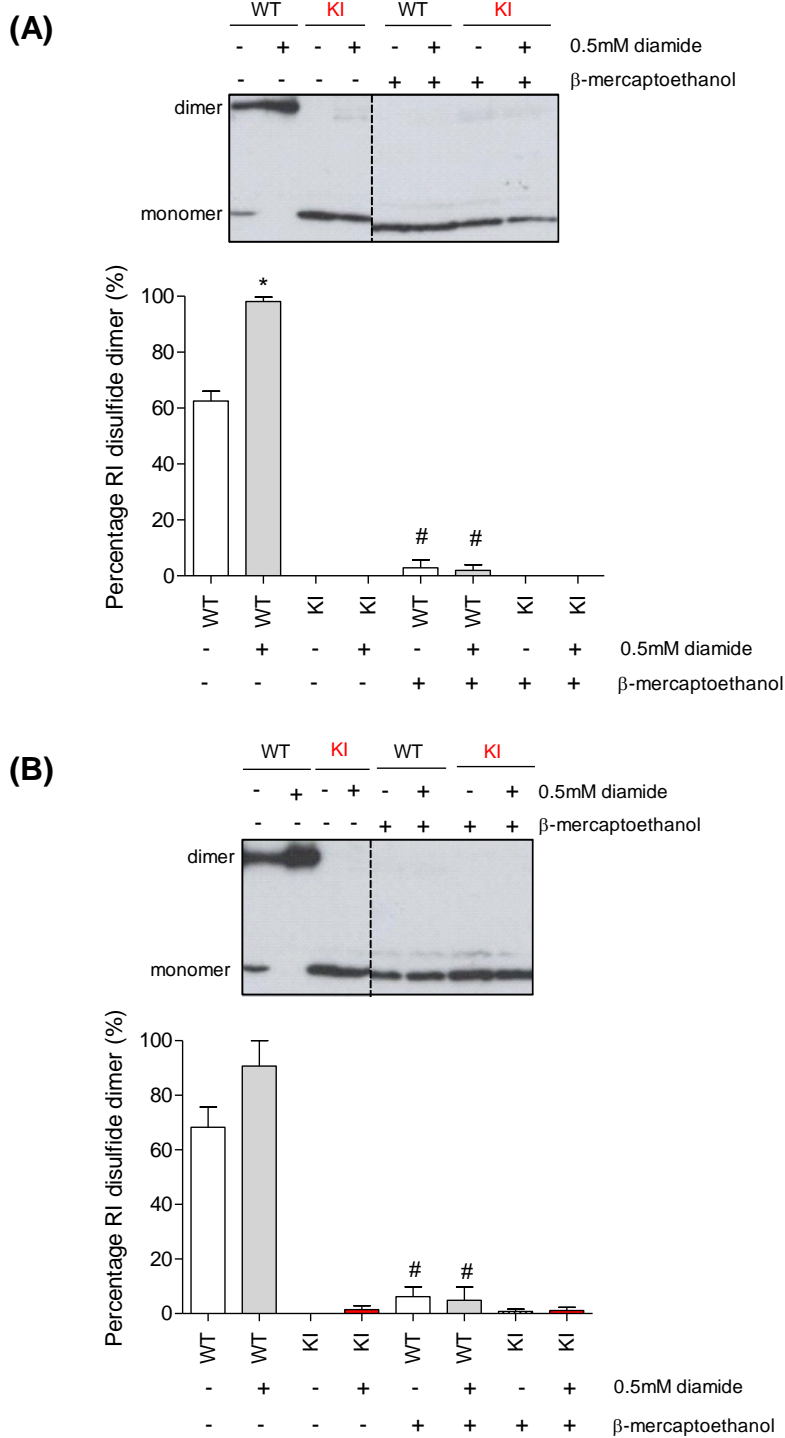 (A)
WT KI WT KI
- + - + - + - + 0.5mM diamide
- - - - + + + + β-mercaptoethanol
dimer
monomer
Percentage RI disulfide dimer (%)
100
80
60
40
20
0
*
# #
WT WT KI KI WT WT KI KI
- + - + - + - + 0.5mM diamide
- - - - + + + + β-mercaptoethanol
(B)
WT KI WT KI
- + - + - + - + 0.5mM diamide
- - - - + + + + β-mercaptoethanol
dimer
monomer
Percentage RI disulfide dimer (%)
100
80
60
40
20
0
# #
WT WT KI KI WT WT KI KI
- + - + - + - + 0.5mM diamide
- - - - + + + + β-mercaptoethanol